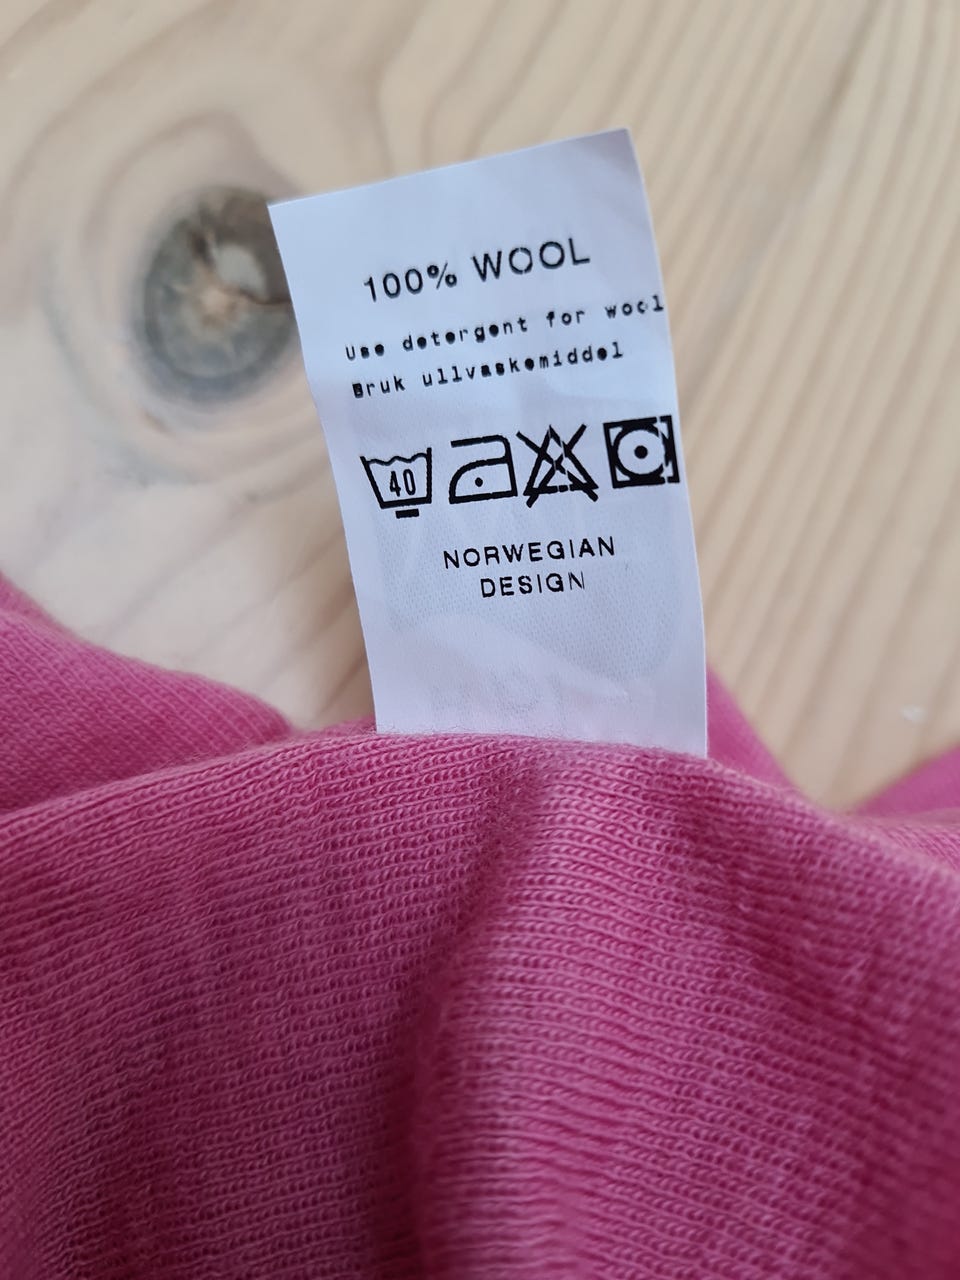 100% WOOL
Use detergent for wool
Bruk ullvaskemiddel
40
NORWEGIAN
DESIGN